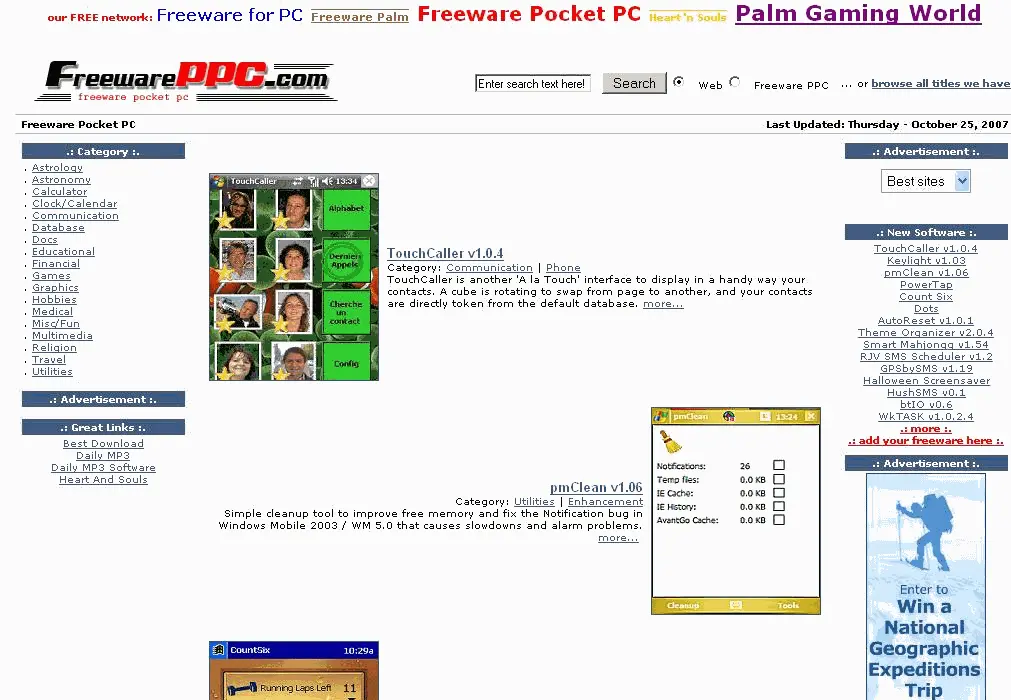 our FREE network: Freeware for PC Freeware Palm Freeware Pocket PC Heart'n Souls Palm Gaming World
FreewarePPC.com
freeware pocket pc
Enter search text here! Search Web Freeware PPC ... or browse all titles we have
Freeware Pocket PC
Last Updated: Thursday - October 25, 2007
.: Category :.
. Astrology
. Astronomy
. Calculator
. Clock/Calendar
. Communication
. Database
. Docs
. Educational
. Financial
. Games
. Graphics
. Hobbies
. Medical
. Misc/Fun
. Multimedia
. Religion
. Travel
. Utilities
.: Advertisement :.
.: Great Links :.
Best Download
Daily MP3
Daily MP3 Software
Heart And Souls
TouchCaller 13:34
Alphabet
Derniers
Appels
Cherche
un
contact
Config
TouchCaller v1.0.4
Category: Communication | Phone
TouchCaller is another 'A la Touch' interface to display in a handy way your
contacts. A cube is rotating to swap from page to another, and your contacts
are directly token from the default database. more...
pmClean v1.06
Category: Utilities | Enhancement
Simple cleanup tool to improve free memory and fix the Notification bug in
Windows Mobile 2003 / WM 5.0 that causes slowdowns and alarm problems.
more...
pmClean 13:24
Notifications: 26
Temp files: 0.0 KB
IE Cache: 0.0 KB
IE History: 0.0 KB
AvantGo Cache: 0.0 KB
Cleanup Tools
CountSix 10:29a
Running Laps Left 11
.: Advertisement :.
Best sites
.: New Software :.
TouchCaller v1.0.4
Keylight v1.03
pmClean v1.06
PowerTap
Count Six
Dots
AutoReset v1.0.1
Theme Organizer v2.0.4
Smart Mahjongg v1.54
RJV SMS Scheduler v1.2
GPSbySMS v1.19
Halloween Screensaver
HushSMS v0.1
btIO v0.6
WkTASK v1.0.2.4
.: more :.
.: add your freeware here :.
.: Advertisement :.
Enter to
Win a
National
Geographic
Expeditions
Trip